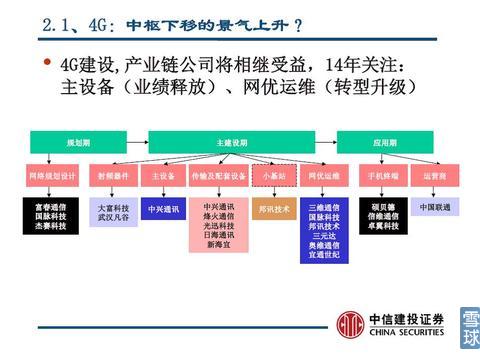 2.1、4G：中枢下移的景气上升？
• 4G建设,产业链公司将相继受益，14年关注：
主设备（业绩释放）、网优运维（转型升级）
规划期
主建设期
应用期
网络规划设计
射频器件
主设备
传输及配套设备
小基站
网优运维
手机终端
运营商
富春通信
国脉科技
杰赛科技
大富科技
武汉凡谷
中兴通讯
中兴通讯
烽火通信
光迅科技
日海通讯
新海宜
邦讯技术
三维通信
国脉科技
邦讯技术
三元达
奥维通信
宜通世纪
硕贝德
信维通信
卓翼科技
中国联通
中信建投证券
CHINA SECURITIES
雪球